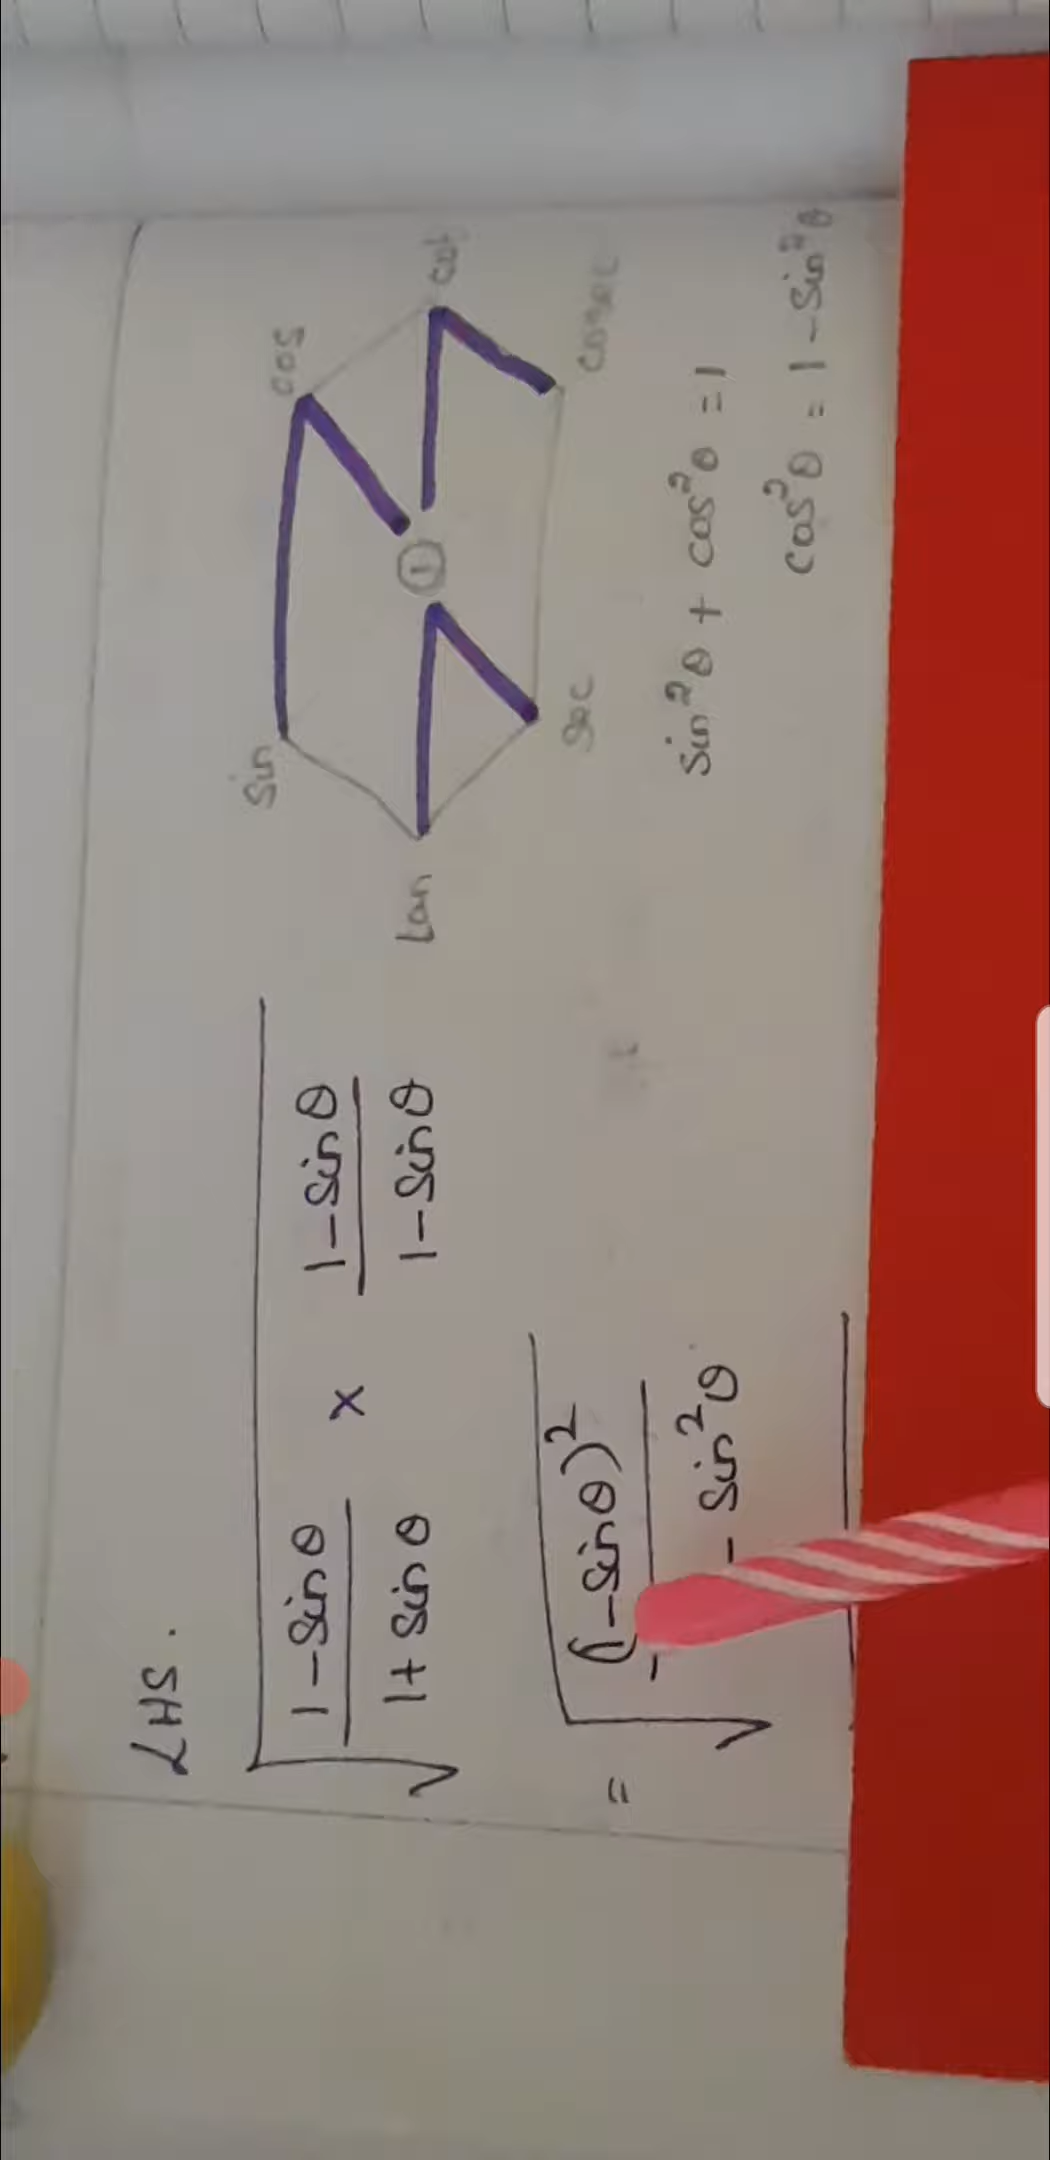 LHS.
√ 1-sinθ/1+sinθ × 1-sinθ/1-sinθ
= √ (1-sinθ)²/- sin²θ
sin
cos
tan
1
cot
sec
cosec
sin²θ + cos²θ = 1
cos²θ = 1 - sin²θ